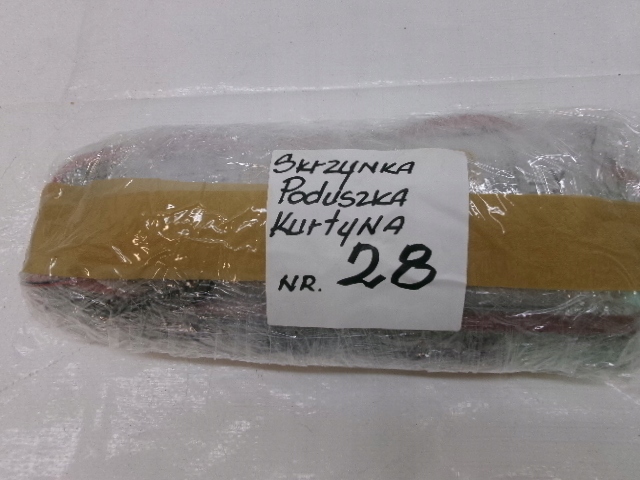 Skrzynka
Poduszka
Kurtyna
NR. 28